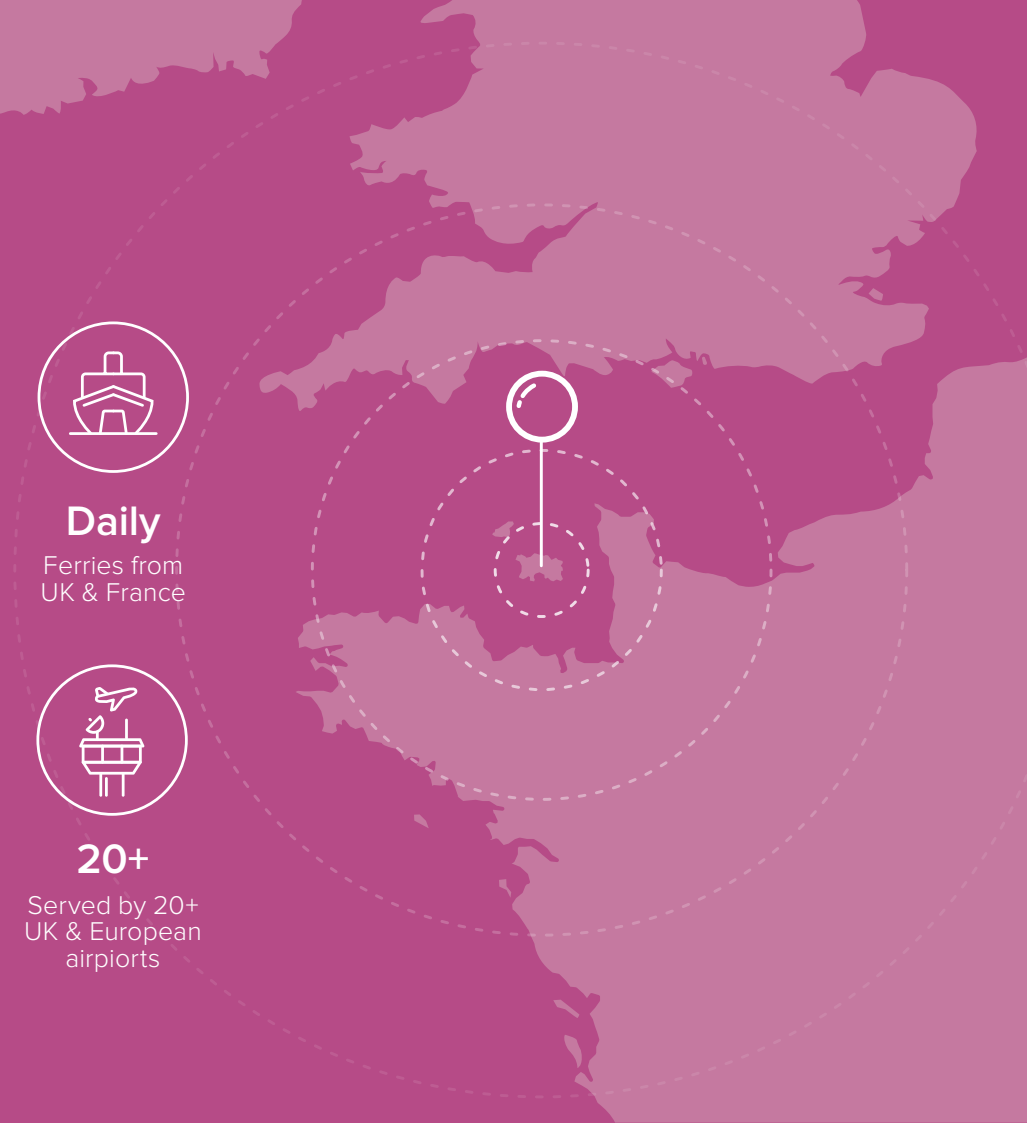 Daily
Ferries from
UK & France
20+
Served by 20+
UK & European
airpiorts